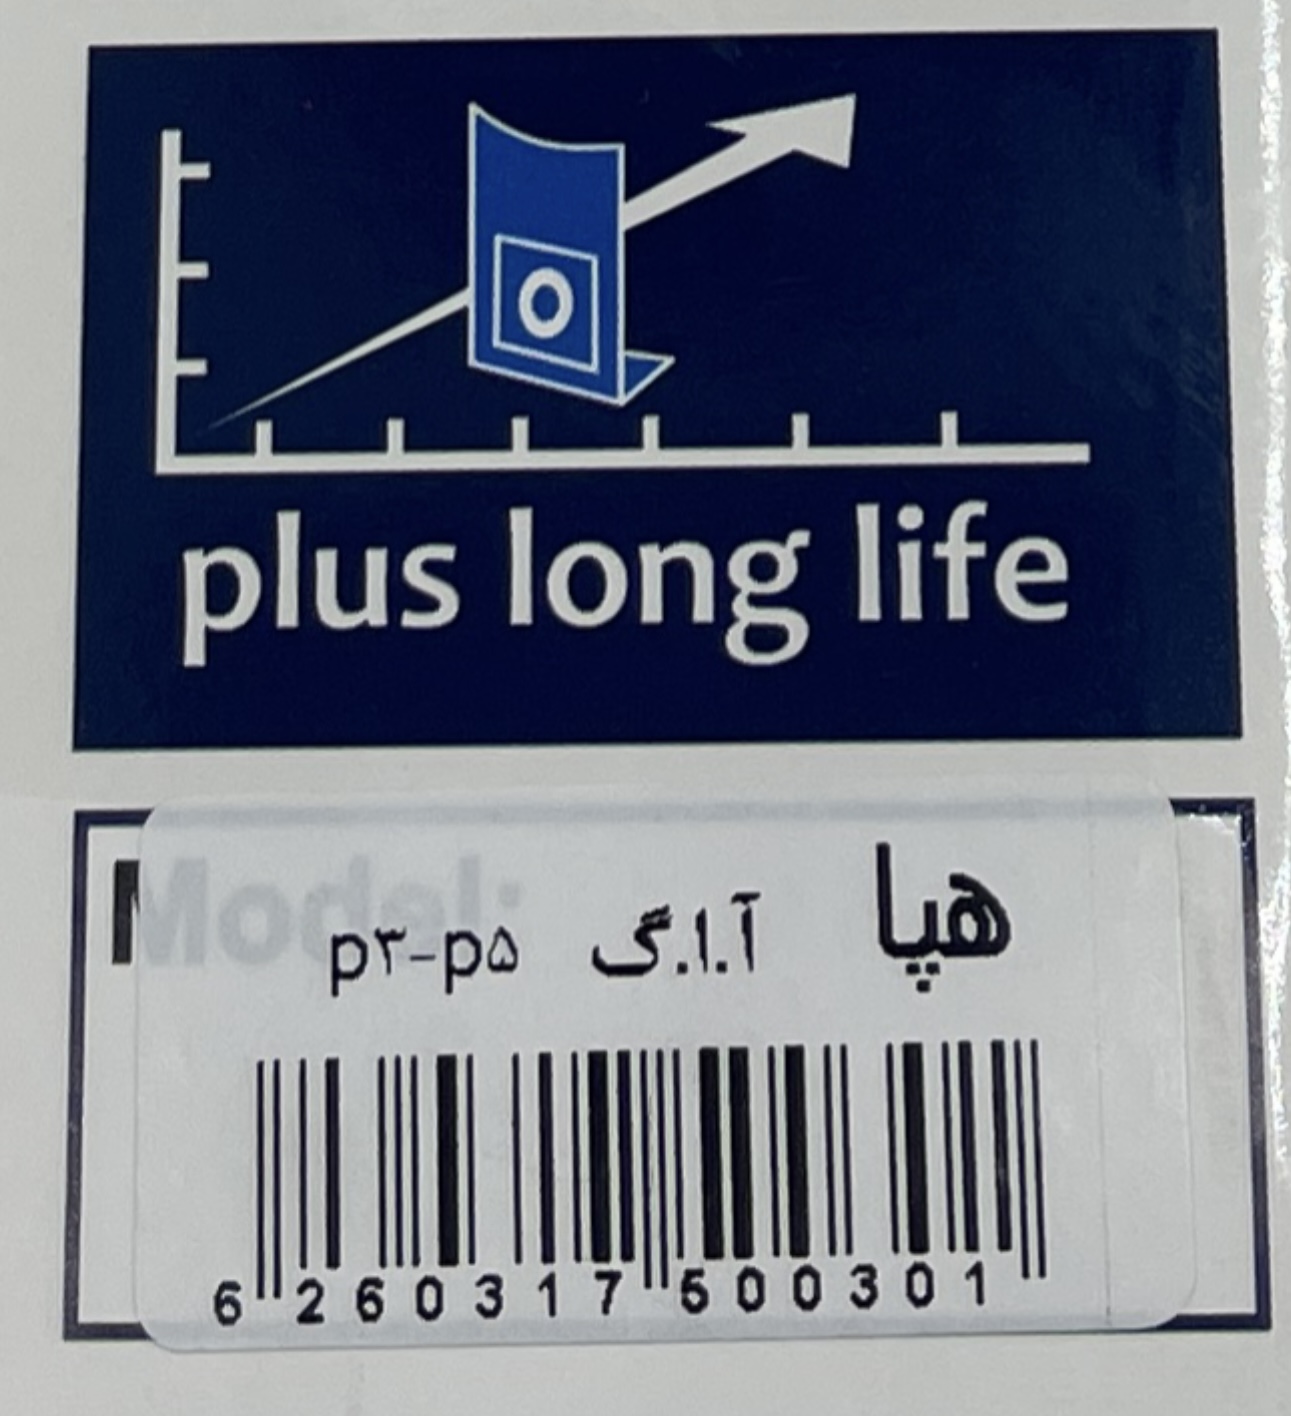 plus long life
Model:
هپا آ.ا.گ p۳-p۵
6 260317 500301